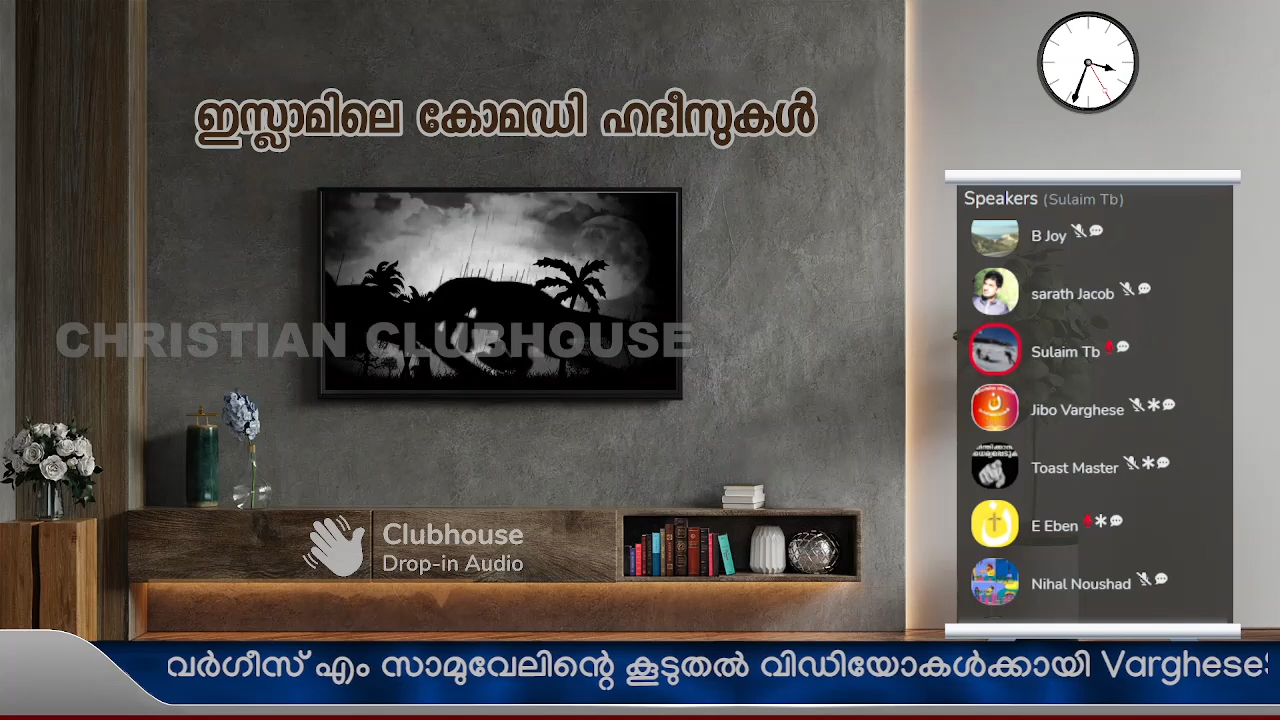 ഇസ്ലാമിലെ കോമഡി ഹദീസുകൾ
CHRISTIAN CLUBHOUSE
Clubhouse
Drop-in Audio
Speakers (Sulaim Tb)
B Joy
sarath Jacob
Sulaim Tb
Jibo Varghese
Toast Master
E Eben
Nihal Noushad
വർഗീസ് എം സാമുവേലിന്റെ കൂടുതൽ വിഡിയോകൾക്കായി Varghese